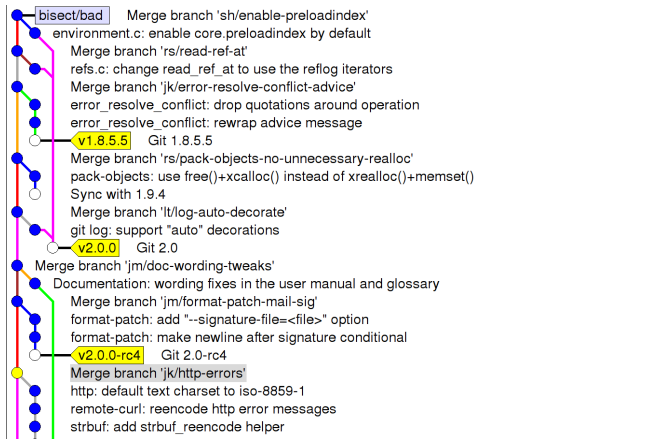 bisect/bad Merge branch 'sh/enable-preloadindex'
environment.c: enable core.preloadindex by default
Merge branch 'rs/read-ref-at'
refs.c: change read_ref_at to use the reflog iterators
Merge branch 'jk/error-resolve-conflict-advice'
error_resolve_conflict: drop quotations around operation
error_resolve_conflict: rewrap advice message
v1.8.5.5 Git 1.8.5.5
Merge branch 'rs/pack-objects-no-unnecessary-realloc'
pack-objects: use free()+xcalloc() instead of xrealloc()+memset()
Sync with 1.9.4
Merge branch 'lt/log-auto-decorate'
git log: support "auto" decorations
v2.0.0 Git 2.0
Merge branch 'jm/doc-wording-tweaks'
Documentation: wording fixes in the user manual and glossary
Merge branch 'jm/format-patch-mail-sig'
format-patch: add "--signature-file=<file>" option
format-patch: make newline after signature conditional
v2.0.0-rc4 Git 2.0-rc4
Merge branch 'jk/http-errors'
http: default text charset to iso-8859-1
remote-curl: reencode http error messages
strbuf: add strbuf_reencode helper